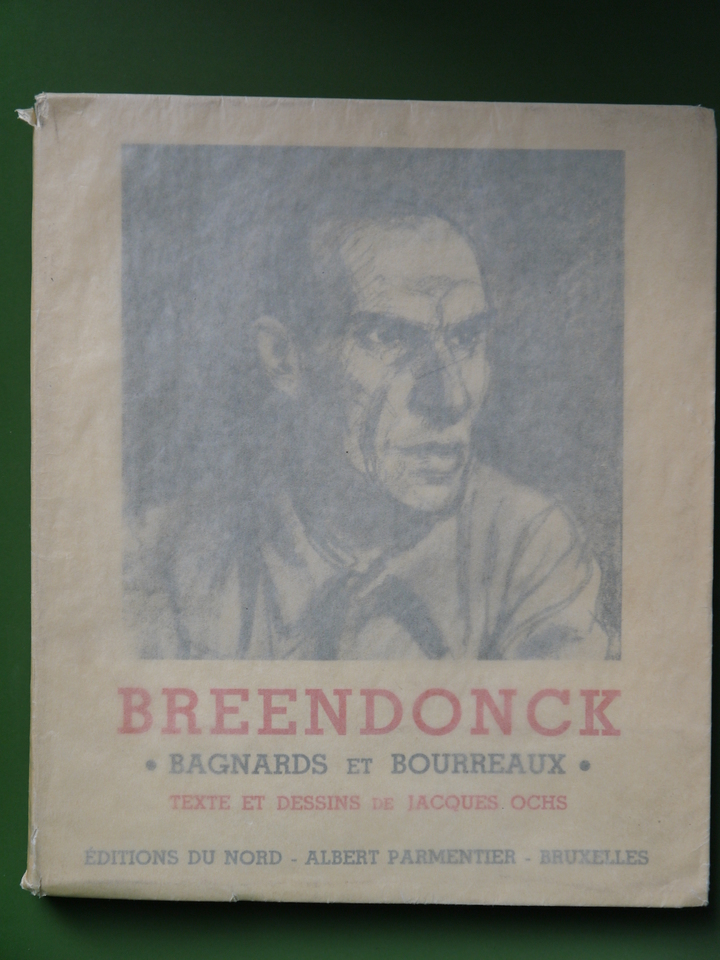 BREENDONCK
• BAGNARDS ET BOURREAUX •
TEXTE ET DESSINS DE JACQUES OCHS
ÉDITIONS DU NORD - ALBERT PARMENTIER - BRUXELLES